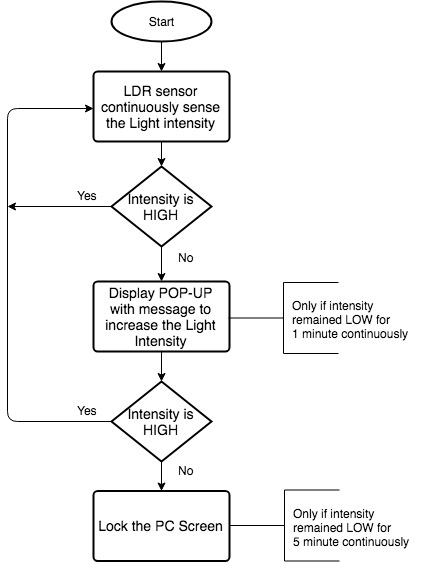 Start
LDR sensor
continuously sense
the Light intensity
Yes
Intensity is
HIGH
No
Display POP-UP
with message to
increase the Light
Intensity
Only if intensity
remained LOW for
1 minute continuously
Yes
Intensity is
HIGH
No
Lock the PC Screen
Only if intensity
remained LOW for
5 minute continuously